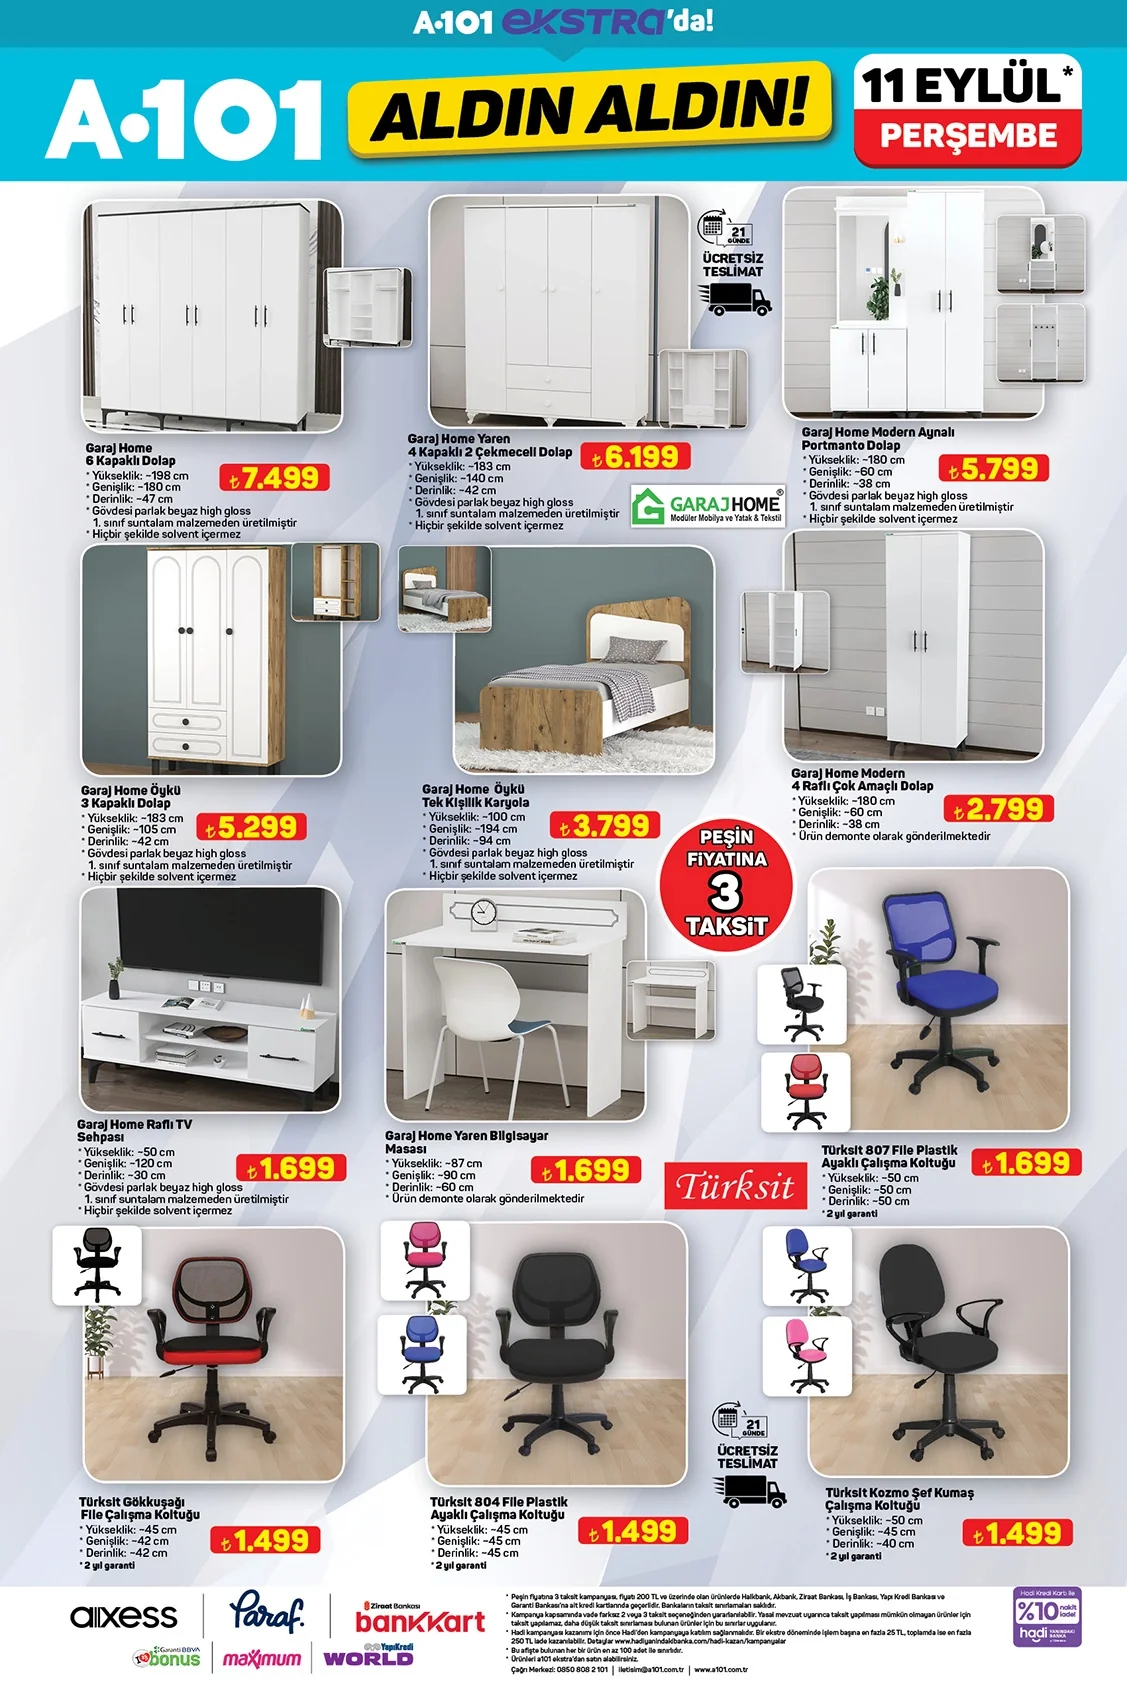 A101 EKSTRA'da!
A101
ALDIN ALDIN!
11 EYLÜL*
PERŞEMBE
21
GÜNDE
ÜCRETSİZ
TESLİMAT
Garaj Home
6 Kapaklı Dolap
* Yükseklik: ~198 cm
* Genişlik: ~180 cm
* Derinlik: ~47 cm
* Gövdesi parlak beyaz high gloss
1. sınıf suntalam malzemeden üretilmiştir
* Hiçbir şekilde solvent içermez
₺7.499
Garaj Home Yaren
4 Kapaklı 2 Çekmeceli Dolap
* Yükseklik: ~183 cm
* Genişlik: ~140 cm
* Derinlik: ~42 cm
* Gövdesi parlak beyaz high gloss
1. sınıf suntalam malzemeden üretilmiştir
* Hiçbir şekilde solvent içermez
₺6.199
GARAJHOME®
Modüler Mobilya ve Yatak & Tekstil
Garaj Home Modern Aynalı
Portmanto Dolap
* Yükseklik: ~180 cm
* Genişlik: ~60 cm
* Derinlik: ~38 cm
* Gövdesi parlak beyaz high gloss
1. sınıf suntalam malzemeden üretilmiştir
* Hiçbir şekilde solvent içermez
₺5.799
Garaj Home Öykü
3 Kapaklı Dolap
* Yükseklik: ~183 cm
* Genişlik: ~105 cm
* Derinlik: ~42 cm
* Gövdesi parlak beyaz high gloss
1. sınıf suntalam malzemeden üretilmiştir
* Hiçbir şekilde solvent içermez
₺5.299
Garaj Home Öykü
Tek Kişilik Karyola
* Yükseklik: ~100 cm
* Genişlik: ~194 cm
* Derinlik: ~94 cm
* Gövdesi parlak beyaz high gloss
1. sınıf suntalam malzemeden üretilmiştir
* Hiçbir şekilde solvent içermez
₺3.799
Garaj Home Modern
4 Raflı Çok Amaçlı Dolap
* Yükseklik: ~180 cm
* Genişlik: ~60 cm
* Derinlik: ~38 cm
* Ürün demonte olarak gönderilmektedir
₺2.799
PEŞİN
FİYATINA
3
TAKSİT
Garaj Home Raflı TV
Sehpası
* Yükseklik: ~50 cm
* Genişlik: ~120 cm
* Derinlik: ~30 cm
* Gövdesi parlak beyaz high gloss
1. sınıf suntalam malzemeden üretilmiştir
* Hiçbir şekilde solvent içermez
₺1.699
Garaj Home Yaren Bilgisayar
Masası
* Yükseklik: ~87 cm
* Genişlik: ~90 cm
* Derinlik: ~60 cm
* Ürün demonte olarak gönderilmektedir
₺1.699
Türksit
Türksit 807 File Plastik
Ayaklı Çalışma Koltuğu
* Yükseklik: ~50 cm
* Genişlik: ~50 cm
* Derinlik: ~50 cm
* 2 yıl garanti
₺1.699
Türksit Gökkuşağı
File Çalışma Koltuğu
* Yükseklik: ~45 cm
* Genişlik: ~42 cm
* Derinlik: ~42 cm
* 2 yıl garanti
₺1.499
Türksit 804 File Plastik
Ayaklı Çalışma Koltuğu
* Yükseklik: ~45 cm
* Genişlik: ~45 cm
* Derinlik: ~45 cm
* 2 yıl garanti
₺1.499
21
GÜNDE
ÜCRETSİZ
TESLİMAT
Türksit Kozmo Şef Kumaş
Çalışma Koltuğu
* Yükseklik: ~50 cm
* Genişlik: ~45 cm
* Derinlik: ~40 cm
* 2 yıl garanti
₺1.499
axess
Paraf.
Ziraat Bankası
bankkart
Garanti BBVA
bonus
maximum
YapıKredi
WORLD
* Peşin fiyatına 3 taksit kampanyası, fiyatı 200 TL ve üzerinde olan ürünlerde Halkbank, Akbank, Ziraat Bankası, İş Bankası, Yapı Kredi Bankası ve
Garanti Bankası'na ait kredi kartlarında geçerlidir. Bankaların taksit sınırlamaları saklıdır.
* Kampanya kapsamında vade farksız 2 veya 3 taksit seçeneğinden yararlanılabilir. Yasal mevzuat uyarınca taksit yapılması mümkün olmayan ürünler için
taksit yapılamaz, daha düşük taksit sınırlaması bulunan ürünler için bu sınırlar uygulanır.
* Hadi kampanyası kazanımı için önce Hadi'den kampanyaya katılım sağlanmalıdır. Bir ekstre döneminde işlem başına en fazla 25 TL, toplamda ise en fazla
250 TL iade kazanılabilir. Detaylar www.hadiyanindakibanka.com/hadi-kazan/kampanyalar
* Bu afişte bulunan her bir ürün en az 100 adet ile sınırlıdır.
* Ürünleri a101 ekstra'dan satın alabilirsiniz.
Çağrı Merkezi: 0850 808 2 101 | iletisim@a101.com.tr | www.a101.com.tr
Hadi Kredi Kartı ile
%10 nakit
iade!
hadi YANINDAKİ
BANKA